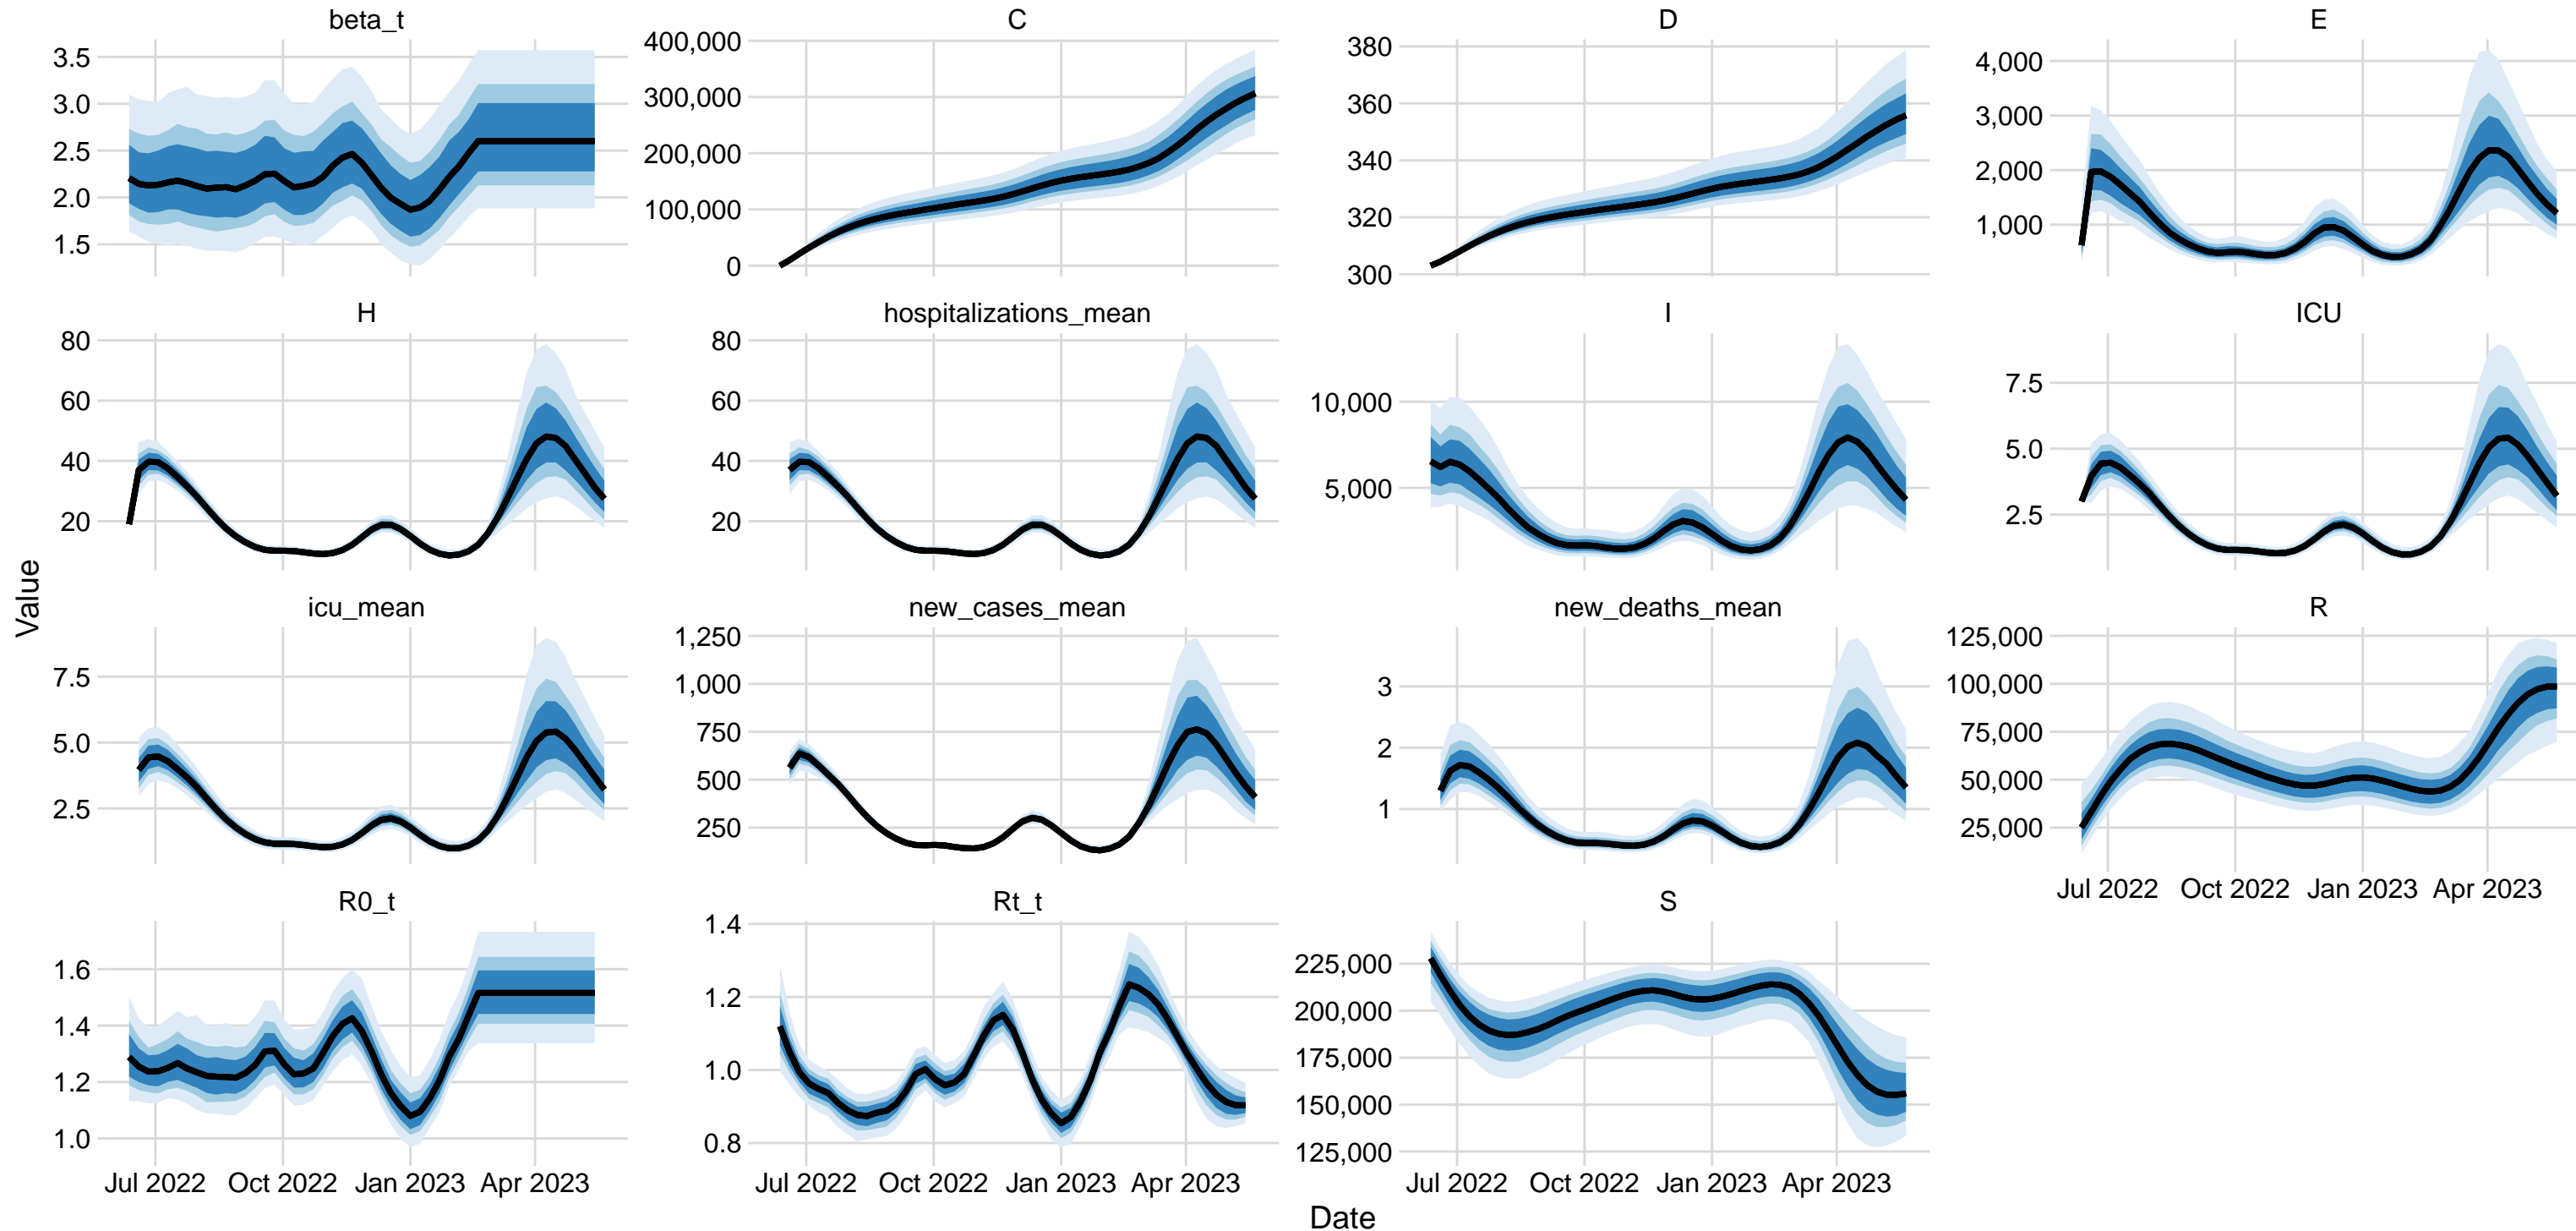 beta_t
C
D
E
3.5
3.0
2.5
2.0
1.5
400,000
300,000
200,000
100,000
0
380
360
340
320
300
4,000
3,000
2,000
1,000
H
hospitalizations_mean
I
ICU
80
60
40
20
80
60
40
20
10,000
5,000
7.5
5.0
2.5
Value
icu_mean
new_cases_mean
new_deaths_mean
R
7.5
5.0
2.5
1,250
1,000
750
500
250
3
2
1
125,000
100,000
75,000
50,000
25,000
Jul 2022 Oct 2022 Jan 2023 Apr 2023
R0_t
Rt_t
S
1.6
1.4
1.2
1.0
1.4
1.2
1.0
0.8
225,000
200,000
175,000
150,000
125,000
Jul 2022 Oct 2022 Jan 2023 Apr 2023
Jul 2022 Oct 2022 Jan 2023 Apr 2023
Jul 2022 Oct 2022 Jan 2023 Apr 2023
Date